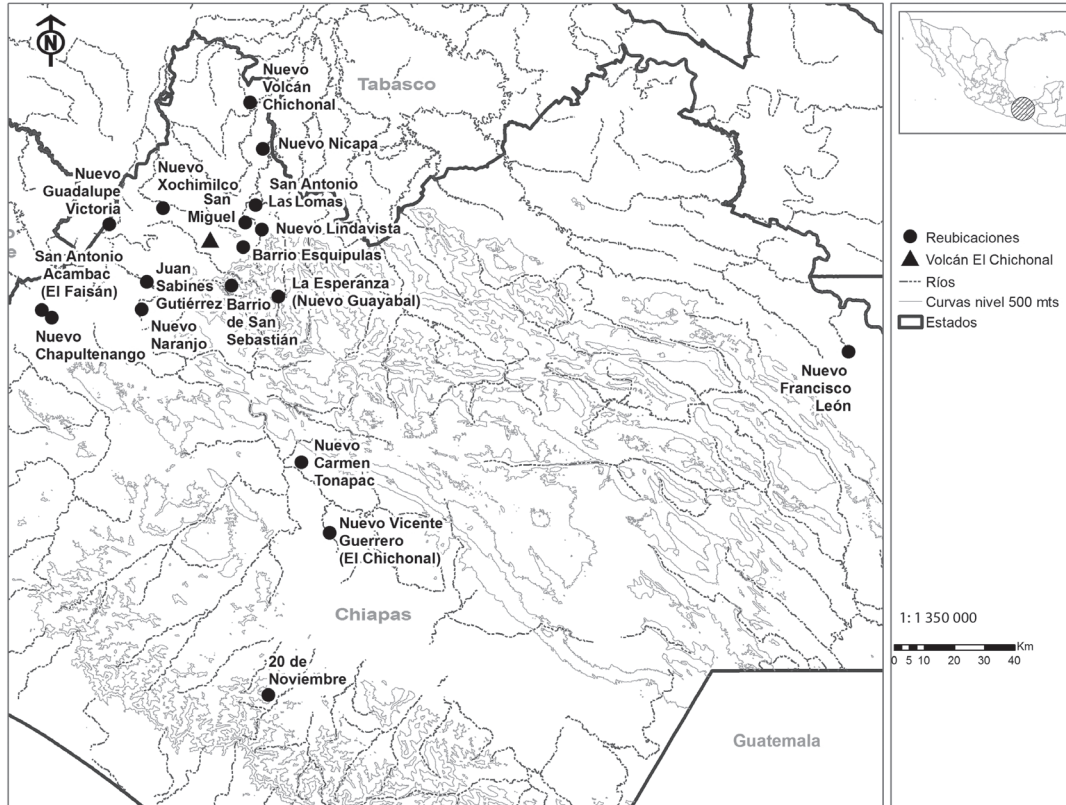 N
Nuevo
Volcán
Chichonal
Tabasco
Nuevo Nicapa
Nuevo
Guadalupe
Victoria
Nuevo
Xochimilco
San
Miguel
San Antonio
Las Lomas
Nuevo Lindavista
Barrio Esquipulas
San Antonio
Acambac
(El Faisán)
Juan
Sabines
Gutiérrez
La Esperanza
(Nuevo Guayabal)
Barrio
de San
Sebastián
Nuevo
Chapultenango
Nuevo
Naranjo
Nuevo
Francisco
León
Nuevo
Carmen
Tonapac
Nuevo Vicente
Guerrero
(El Chichonal)
Chiapas
20 de
Noviembre
Guatemala
Reubicaciones
Volcán El Chichonal
Ríos
Curvas nivel 500 mts
Estados
1: 1 350 000
Km
0 5 10 20 30 40